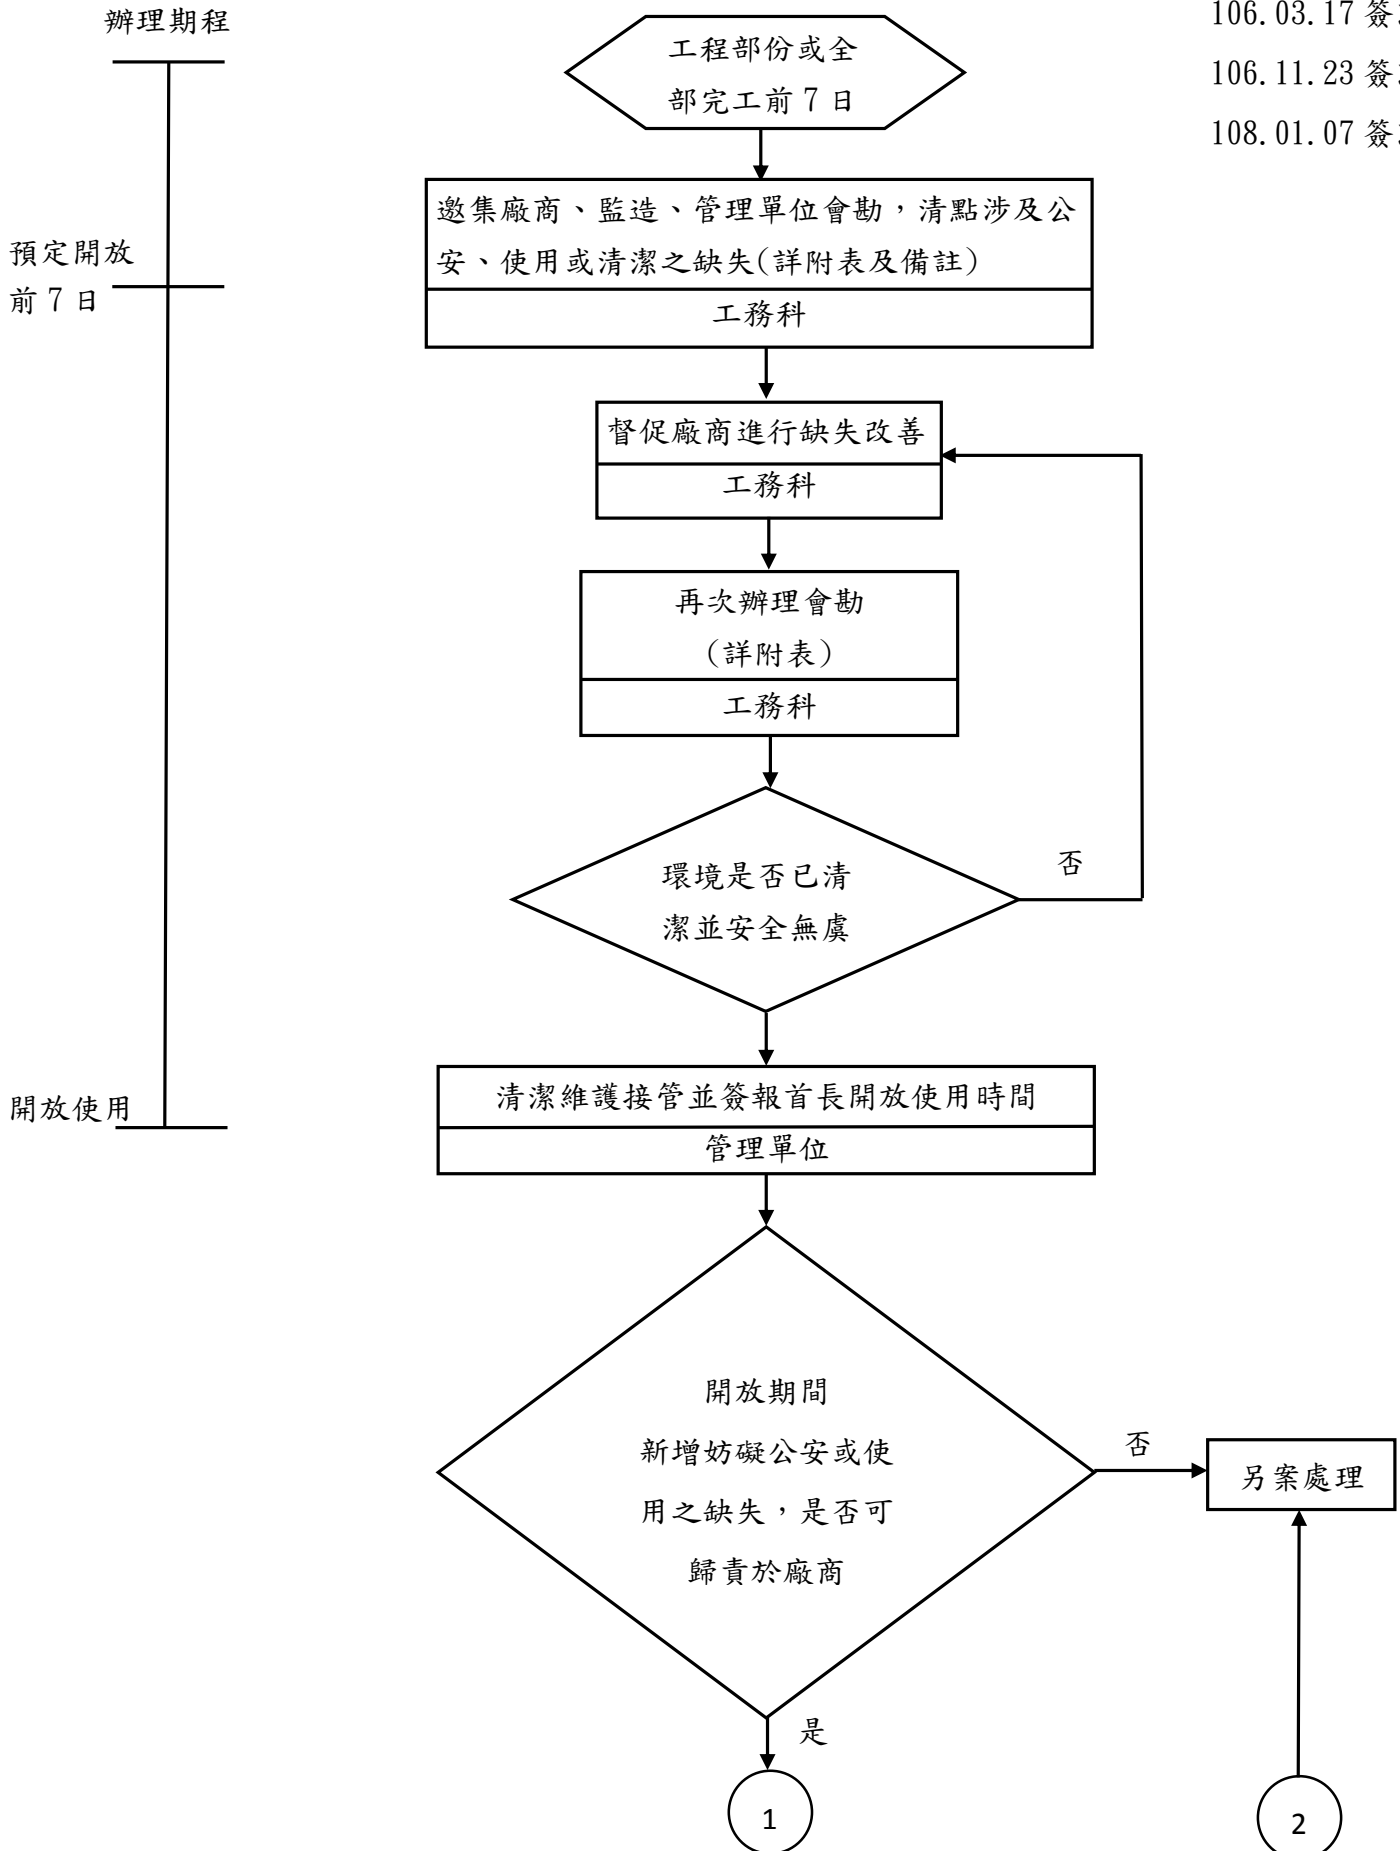 辦理期程
106.03.17 簽
106.11.23 簽
108.01.07 簽
工程部份或全
部完工前 7 日
邀集廠商、監造、管理單位會勘，清點涉及公
安、使用或清潔之缺失(詳附表及備註)
工務科
預定開放
前 7 日
督促廠商進行缺失改善
工務科
再次辦理會勘
(詳附表)
工務科
環境是否已清
潔並安全無虞
否
清潔維護接管並簽報首長開放使用時間
管理單位
開放使用
開放期間
新增妨礙公安或使
用之缺失，是否可
歸責於廠商
否
另案處理
是
1
2